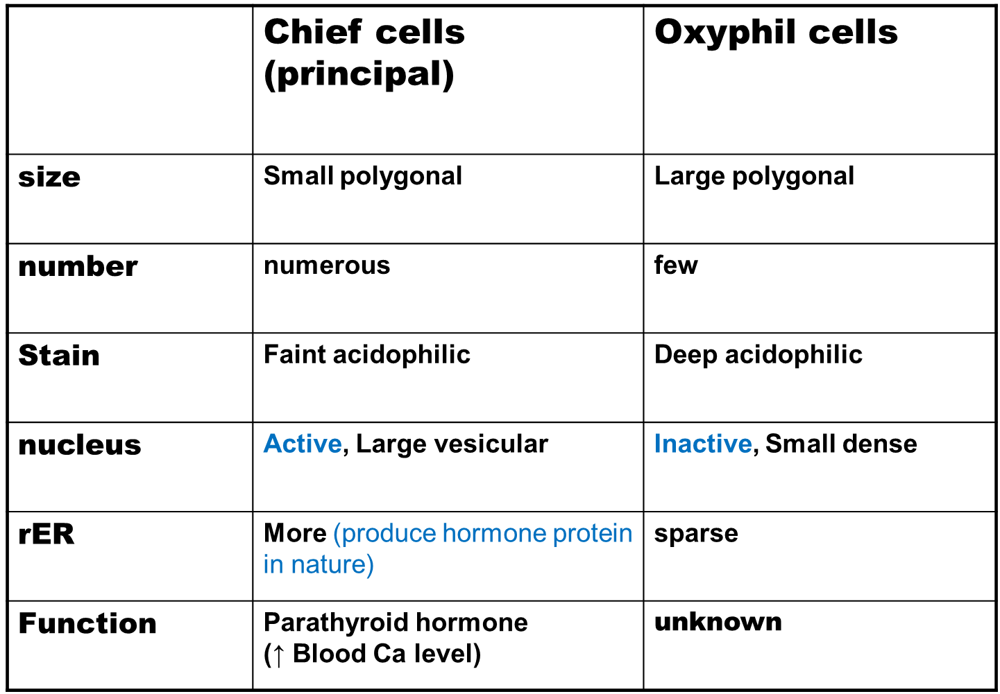 Chief cells
(principal)
Oxyphil cells
size
Small polygonal
Large polygonal
number
numerous
few
Stain
Faint acidophilic
Deep acidophilic
nucleus
Active, Large vesicular
Inactive, Small dense
rER
More (produce hormone protein
in nature)
sparse
Function
Parathyroid hormone
(↑ Blood Ca level)
unknown